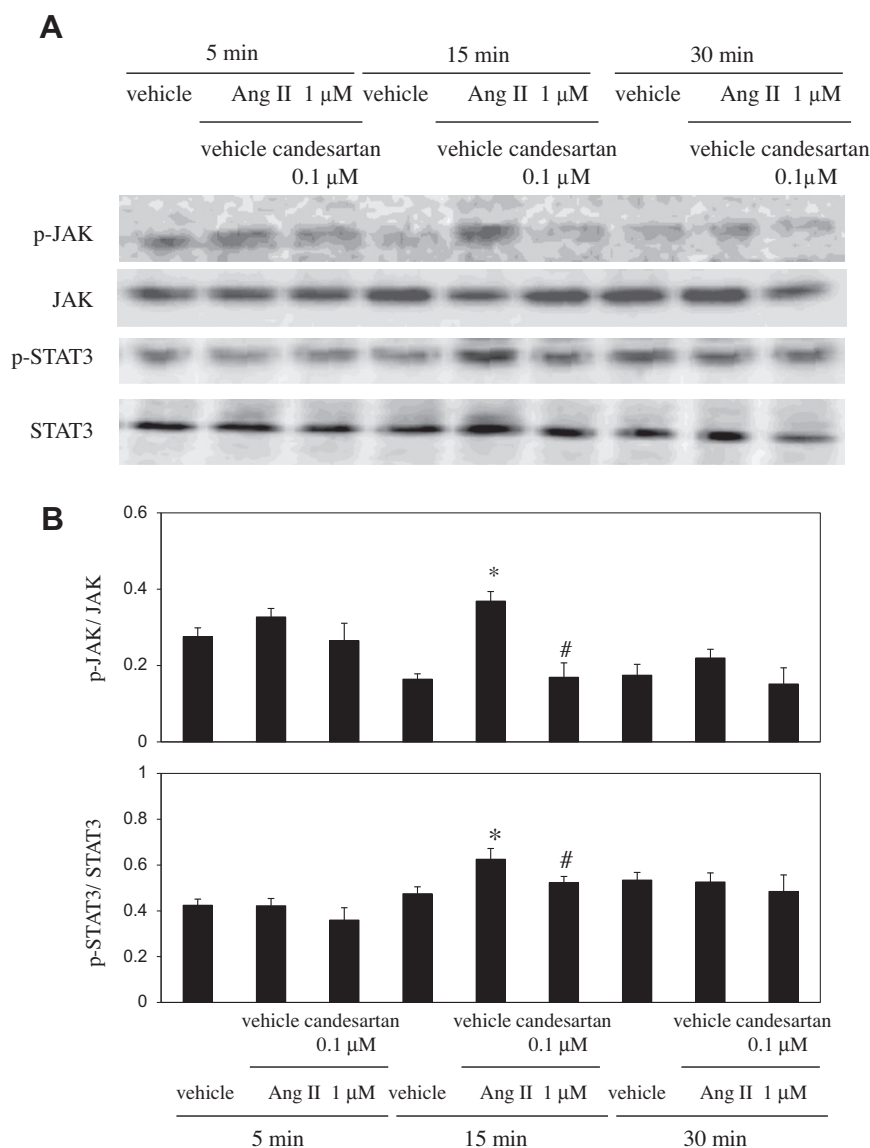 A
5 min 15 min 30 min
vehicle Ang II 1 μM vehicle Ang II 1 μM vehicle Ang II 1 μM
vehicle candesartan vehicle candesartan vehicle candesartan
0.1 μM 0.1 μM 0.1μM
p-JAK
JAK
p-STAT3
STAT3
B
0.6
0.4
0.2
0
p-JAK/ JAK
*
#
1
0.8
0.6
0.4
0.2
0
p-STAT3/ STAT3
*
#
vehicle candesartan vehicle candesartan vehicle candesartan
0.1 μM 0.1 μM 0.1 μM
vehicle Ang II 1 μM vehicle Ang II 1 μM vehicle Ang II 1 μM
5 min 15 min 30 min